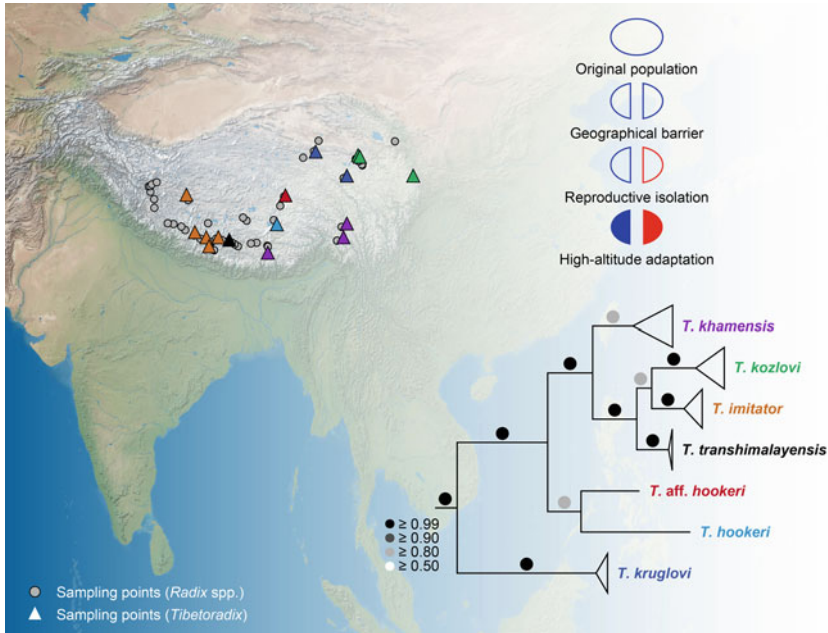 Original population
Geographical barrier
Reproductive isolation
High-altitude adaptation
T. khamensis
T. kozlovi
T. imitator
T. transhimalayensis
T. aff. hookeri
T. hookeri
T. kruglovi
≥ 0.99
≥ 0.90
≥ 0.80
≥ 0.50
Sampling points (Radix spp.)
Sampling points (Tibetoradix)